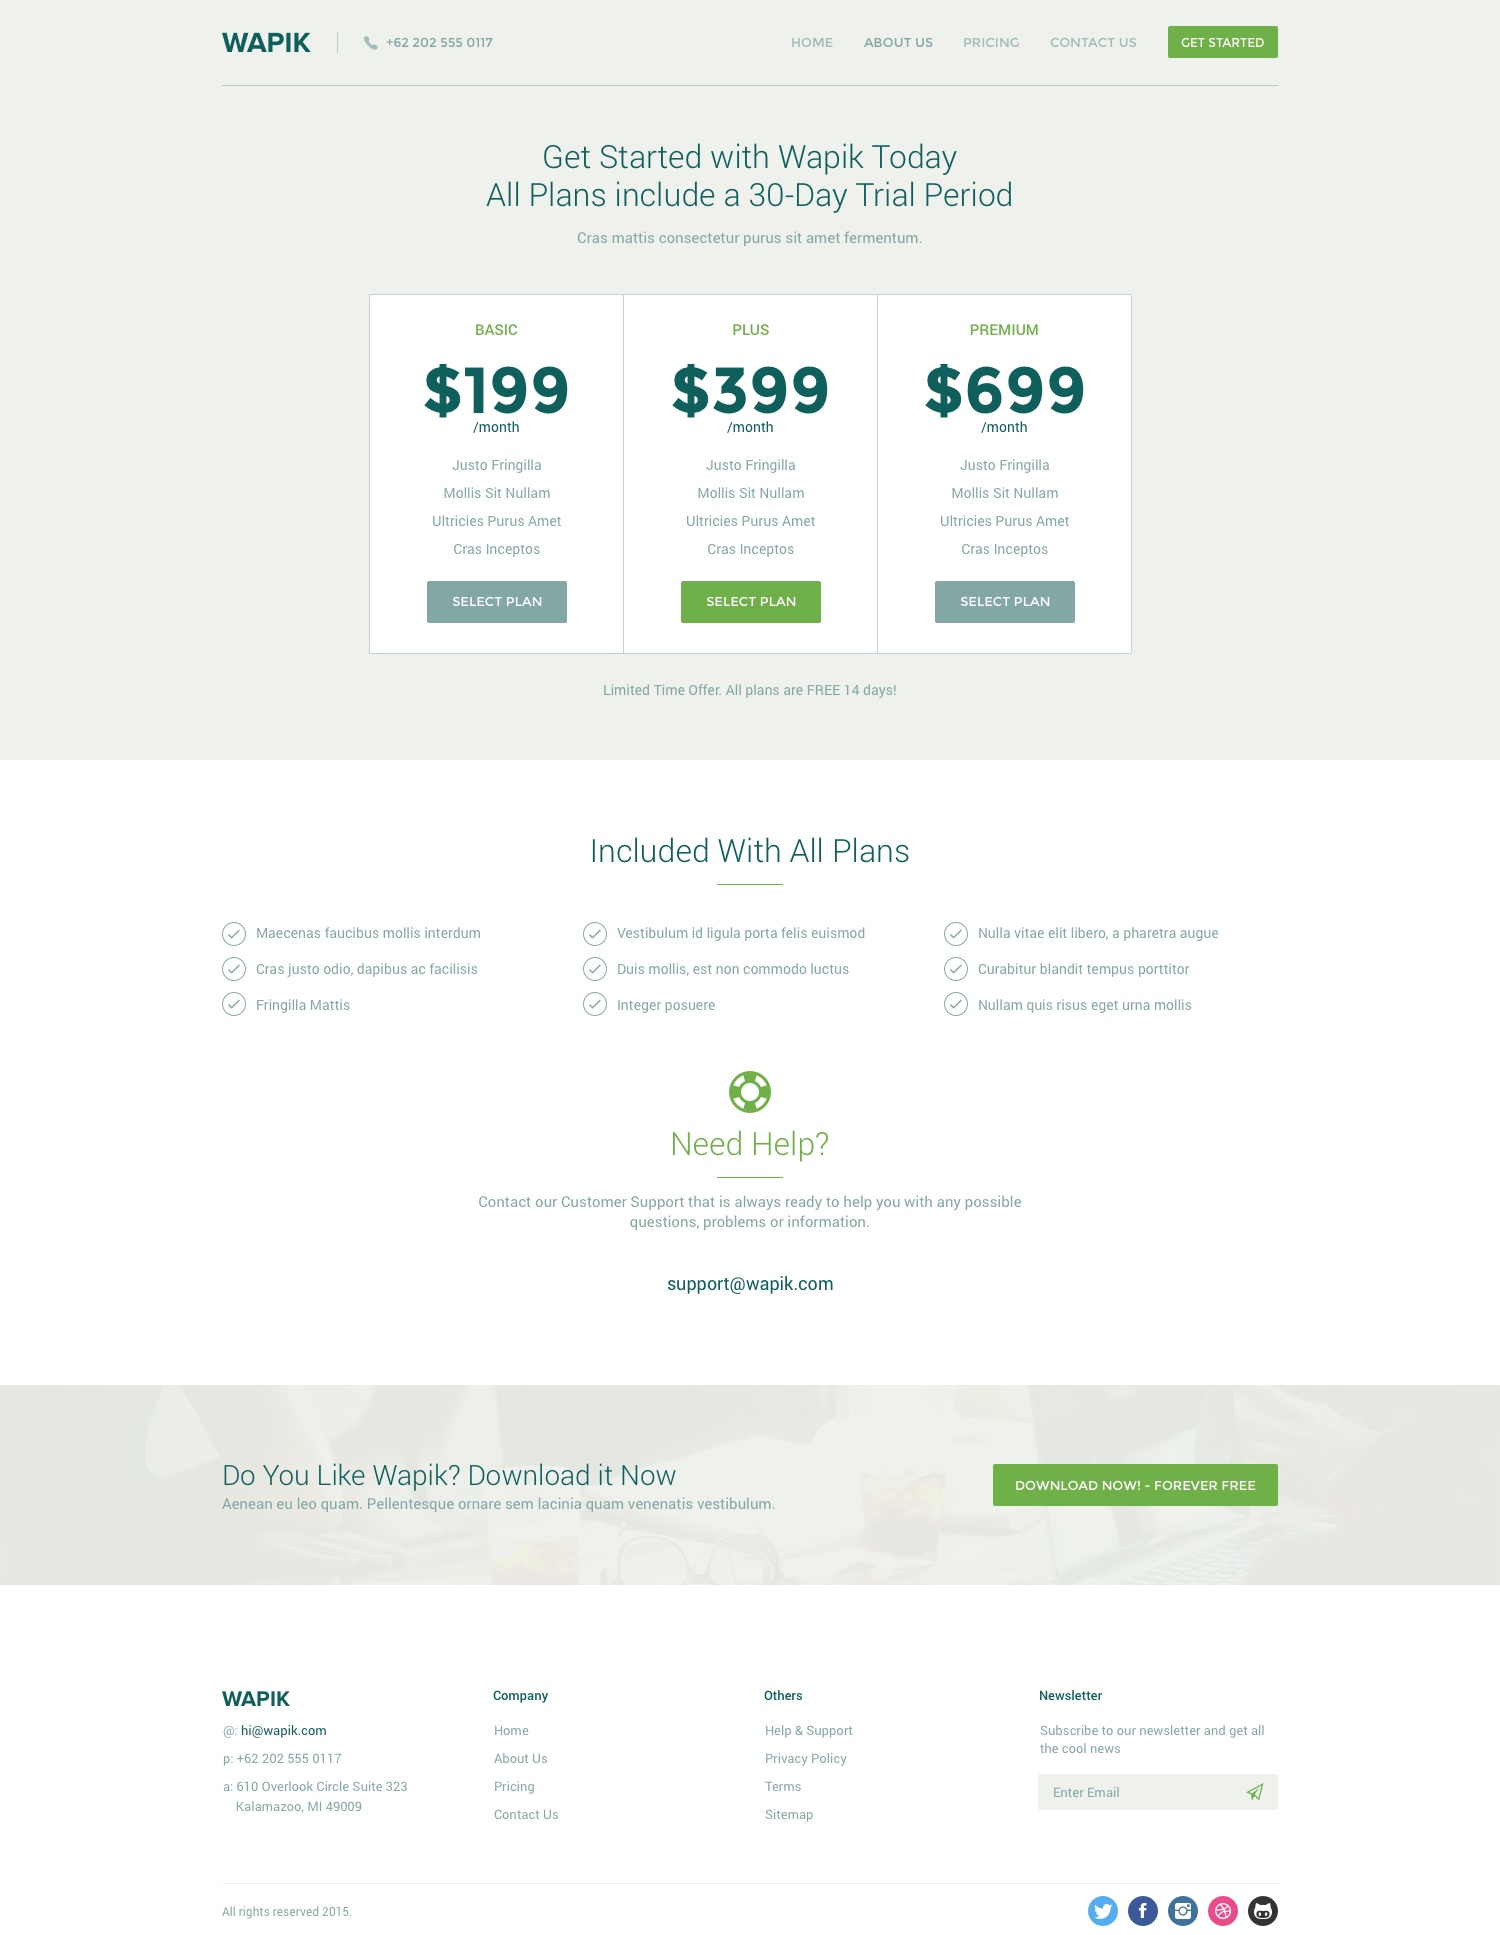 WAPIK
+62 202 555 0117
HOME
ABOUT US
PRICING
CONTACT US
GET STARTED
Get Started with Wapik Today
All Plans include a 30-Day Trial Period
Cras mattis consectetur purus sit amet fermentum.
BASIC
$199
/month
Justo Fringilla
Mollis Sit Nullam
Ultricies Purus Amet
Cras Inceptos
SELECT PLAN
PLUS
$399
/month
Justo Fringilla
Mollis Sit Nullam
Ultricies Purus Amet
Cras Inceptos
SELECT PLAN
PREMIUM
$699
/month
Justo Fringilla
Mollis Sit Nullam
Ultricies Purus Amet
Cras Inceptos
SELECT PLAN
Limited Time Offer. All plans are FREE 14 days!
Included With All Plans
Maecenas faucibus mollis interdum
Cras justo odio, dapibus ac facilisis
Fringilla Mattis
Vestibulum id ligula porta felis euismod
Duis mollis, est non commodo luctus
Integer posuere
Nulla vitae elit libero, a pharetra augue
Curabitur blandit tempus porttitor
Nullam quis risus eget urna mollis
Need Help?
Contact our Customer Support that is always ready to help you with any possible
questions, problems or information.
support@wapik.com
Do You Like Wapik? Download it Now
Aenean eu leo quam. Pellentesque ornare sem lacinia quam venenatis vestibulum.
DOWNLOAD NOW! - FOREVER FREE
WAPIK
@: hi@wapik.com
p: +62 202 555 0117
a: 610 Overlook Circle Suite 323
Kalamazoo, MI 49009
Company
Home
About Us
Pricing
Contact Us
Others
Help & Support
Privacy Policy
Terms
Sitemap
Newsletter
Subscribe to our newsletter and get all
the cool news
Enter Email
All rights reserved 2015.